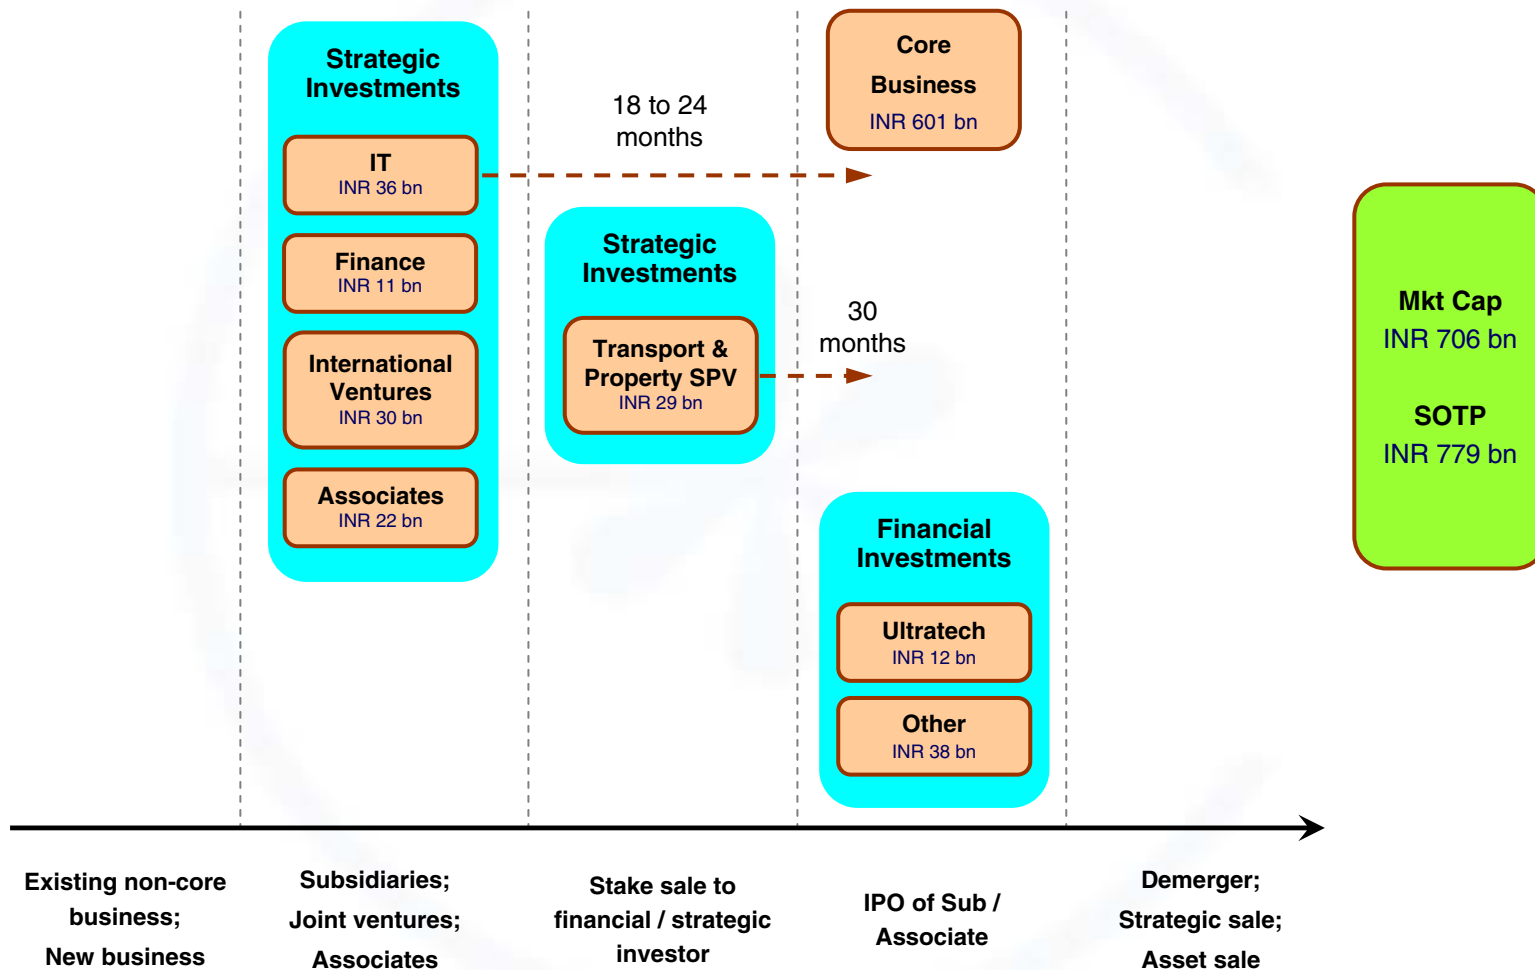 Strategic
Investments
IT
INR 36 bn
Finance
INR 11 bn
International
Ventures
INR 30 bn
Associates
INR 22 bn
18 to 24
months
Strategic
Investments
Transport &
Property SPV
INR 29 bn
30
months
Core
Business
INR 601 bn
Financial
Investments
Ultratech
INR 12 bn
Other
INR 38 bn
Mkt Cap
INR 706 bn
SOTP
INR 779 bn
Existing non-core
business;
New business
Subsidiaries;
Joint ventures;
Associates
Stake sale to
financial / strategic
investor
IPO of Sub /
Associate
Demerger;
Strategic sale;
Asset sale